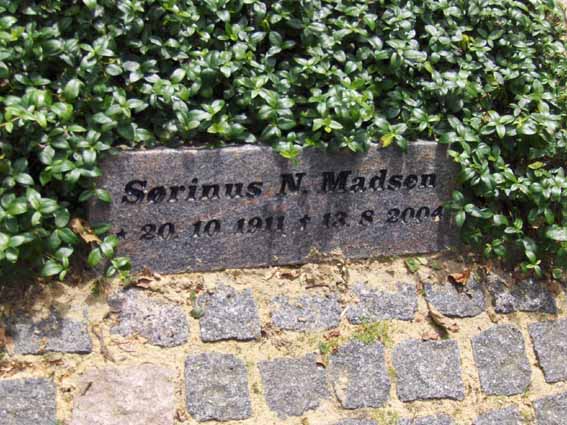 Sørinus N. Madsen
* 20. 10. 1911 † 13. 8 2004